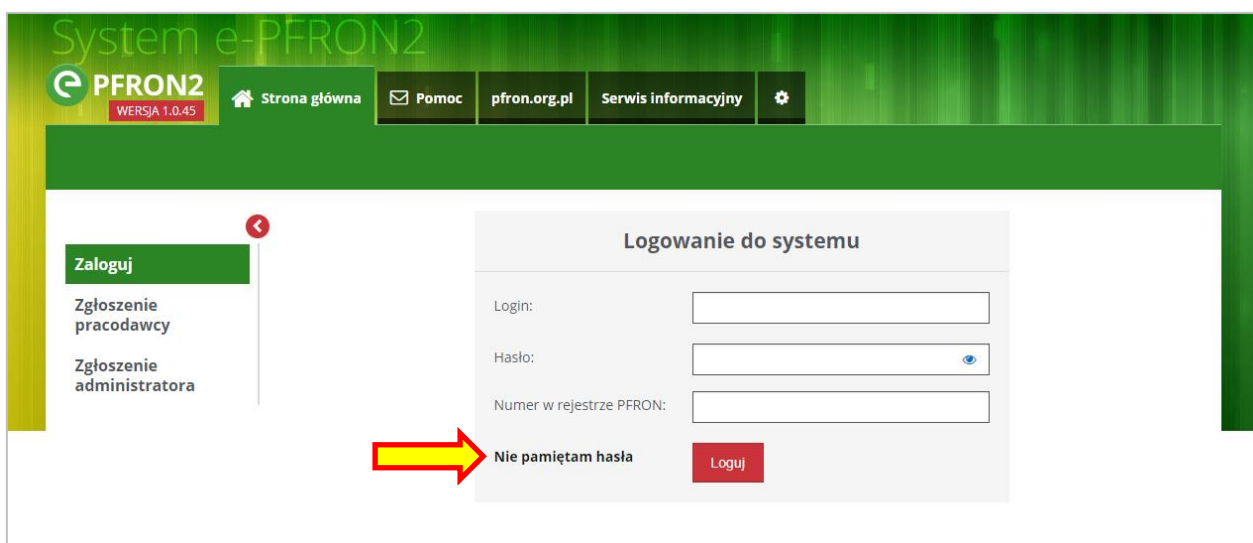 System e-PFRON2
e PFRON2
WERSJA 1.0.45
Strona główna
Pomoc
pfron.org.pl
Serwis informacyjny
Zaloguj
Zgłoszenie
pracodawcy
Zgłoszenie
administratora
Logowanie do systemu
Login:
Hasło:
Numer w rejestrze PFRON:
Nie pamiętam hasła
Loguj